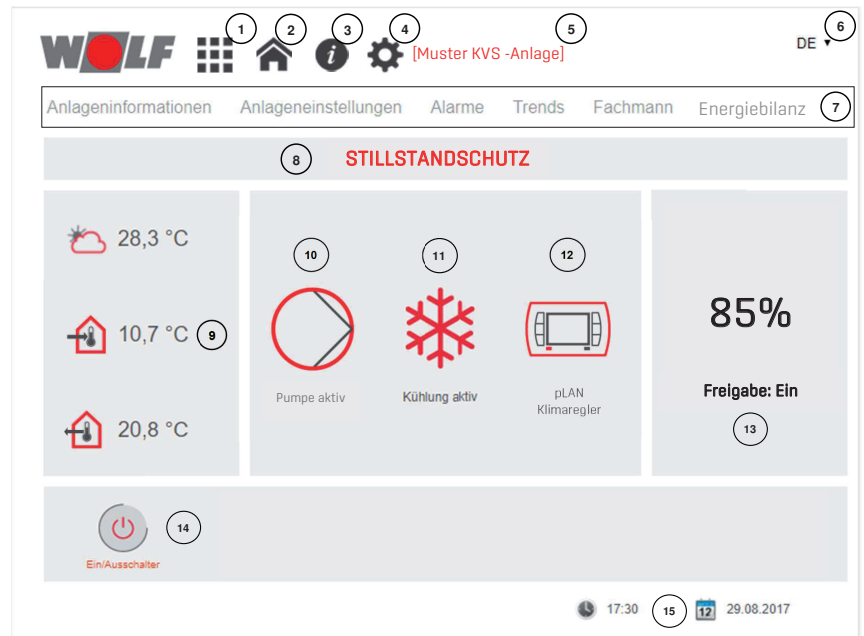 1 2 3 4 5 6
WOLF i [Muster KVS -Anlage] DE
Anlageninformationen Anlageneinstellungen Alarme Trends Fachmann Energiebilanz 7
8 STILLSTANDSCHUTZ
28,3 °C
10 11 12
10,7 °C 9
85%
Pumpe aktiv Kühlung aktiv pLAN
Klimaregler
Freigabe: Ein
20,8 °C
13
14
Ein/Ausschalter
17:30 15 12 29.08.2017